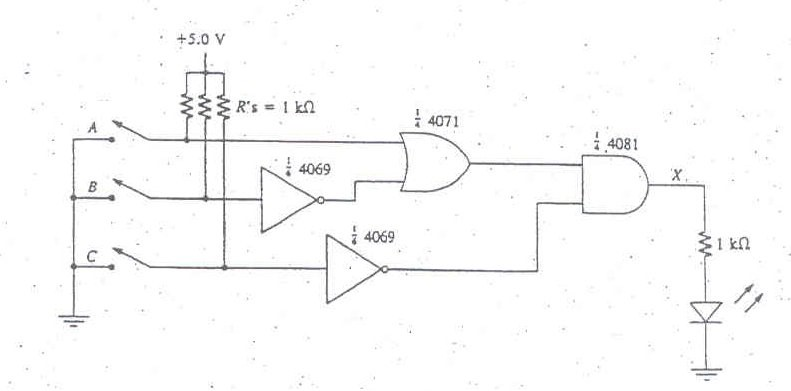 +5.0 V
R's = 1 kΩ
A
1/4 4071
1/4 4081
B
1/4 4069
X
C
1/4 4069
1 kΩ